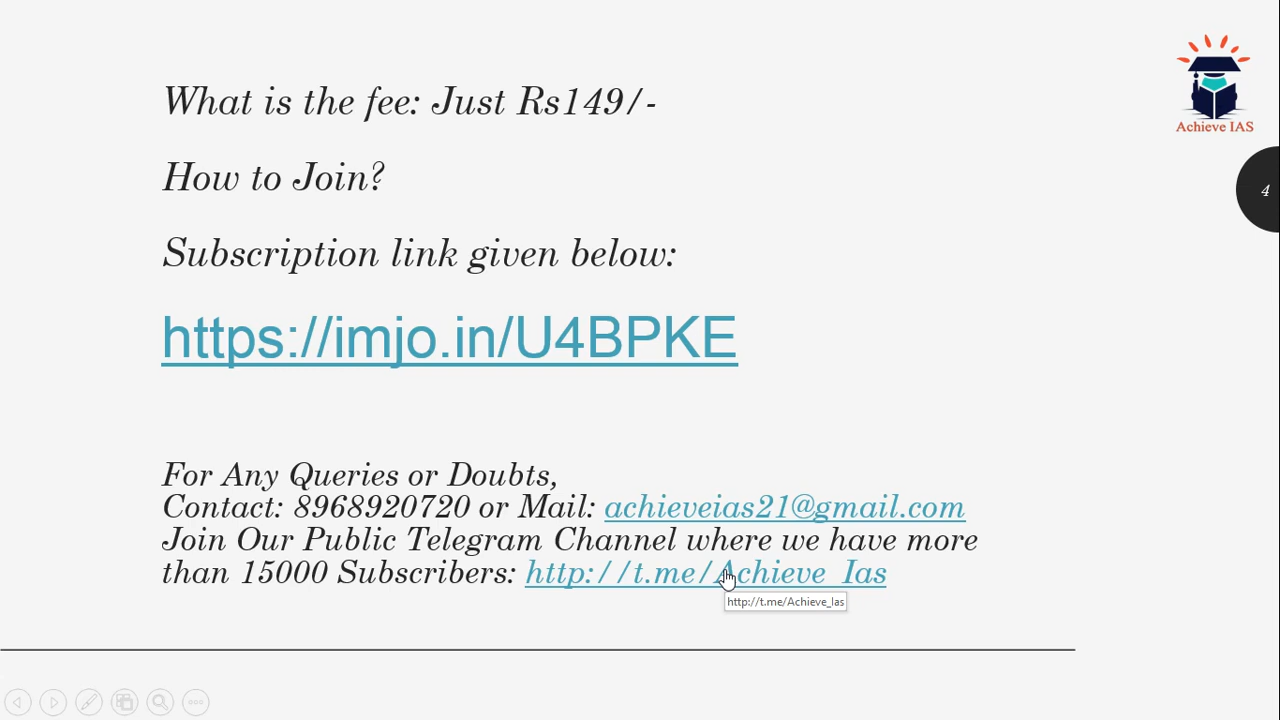 What is the fee: Just Rs149/-
Achieve IAS
How to Join?
4
Subscription link given below:
https://imjo.in/U4BPKE
For Any Queries or Doubts,
Contact: 8968920720 or Mail: achieveias21@gmail.com
Join Our Public Telegram Channel where we have more
than 15000 Subscribers: http://t.me/Achieve_Ias
http://t.me/Achieve_Ias